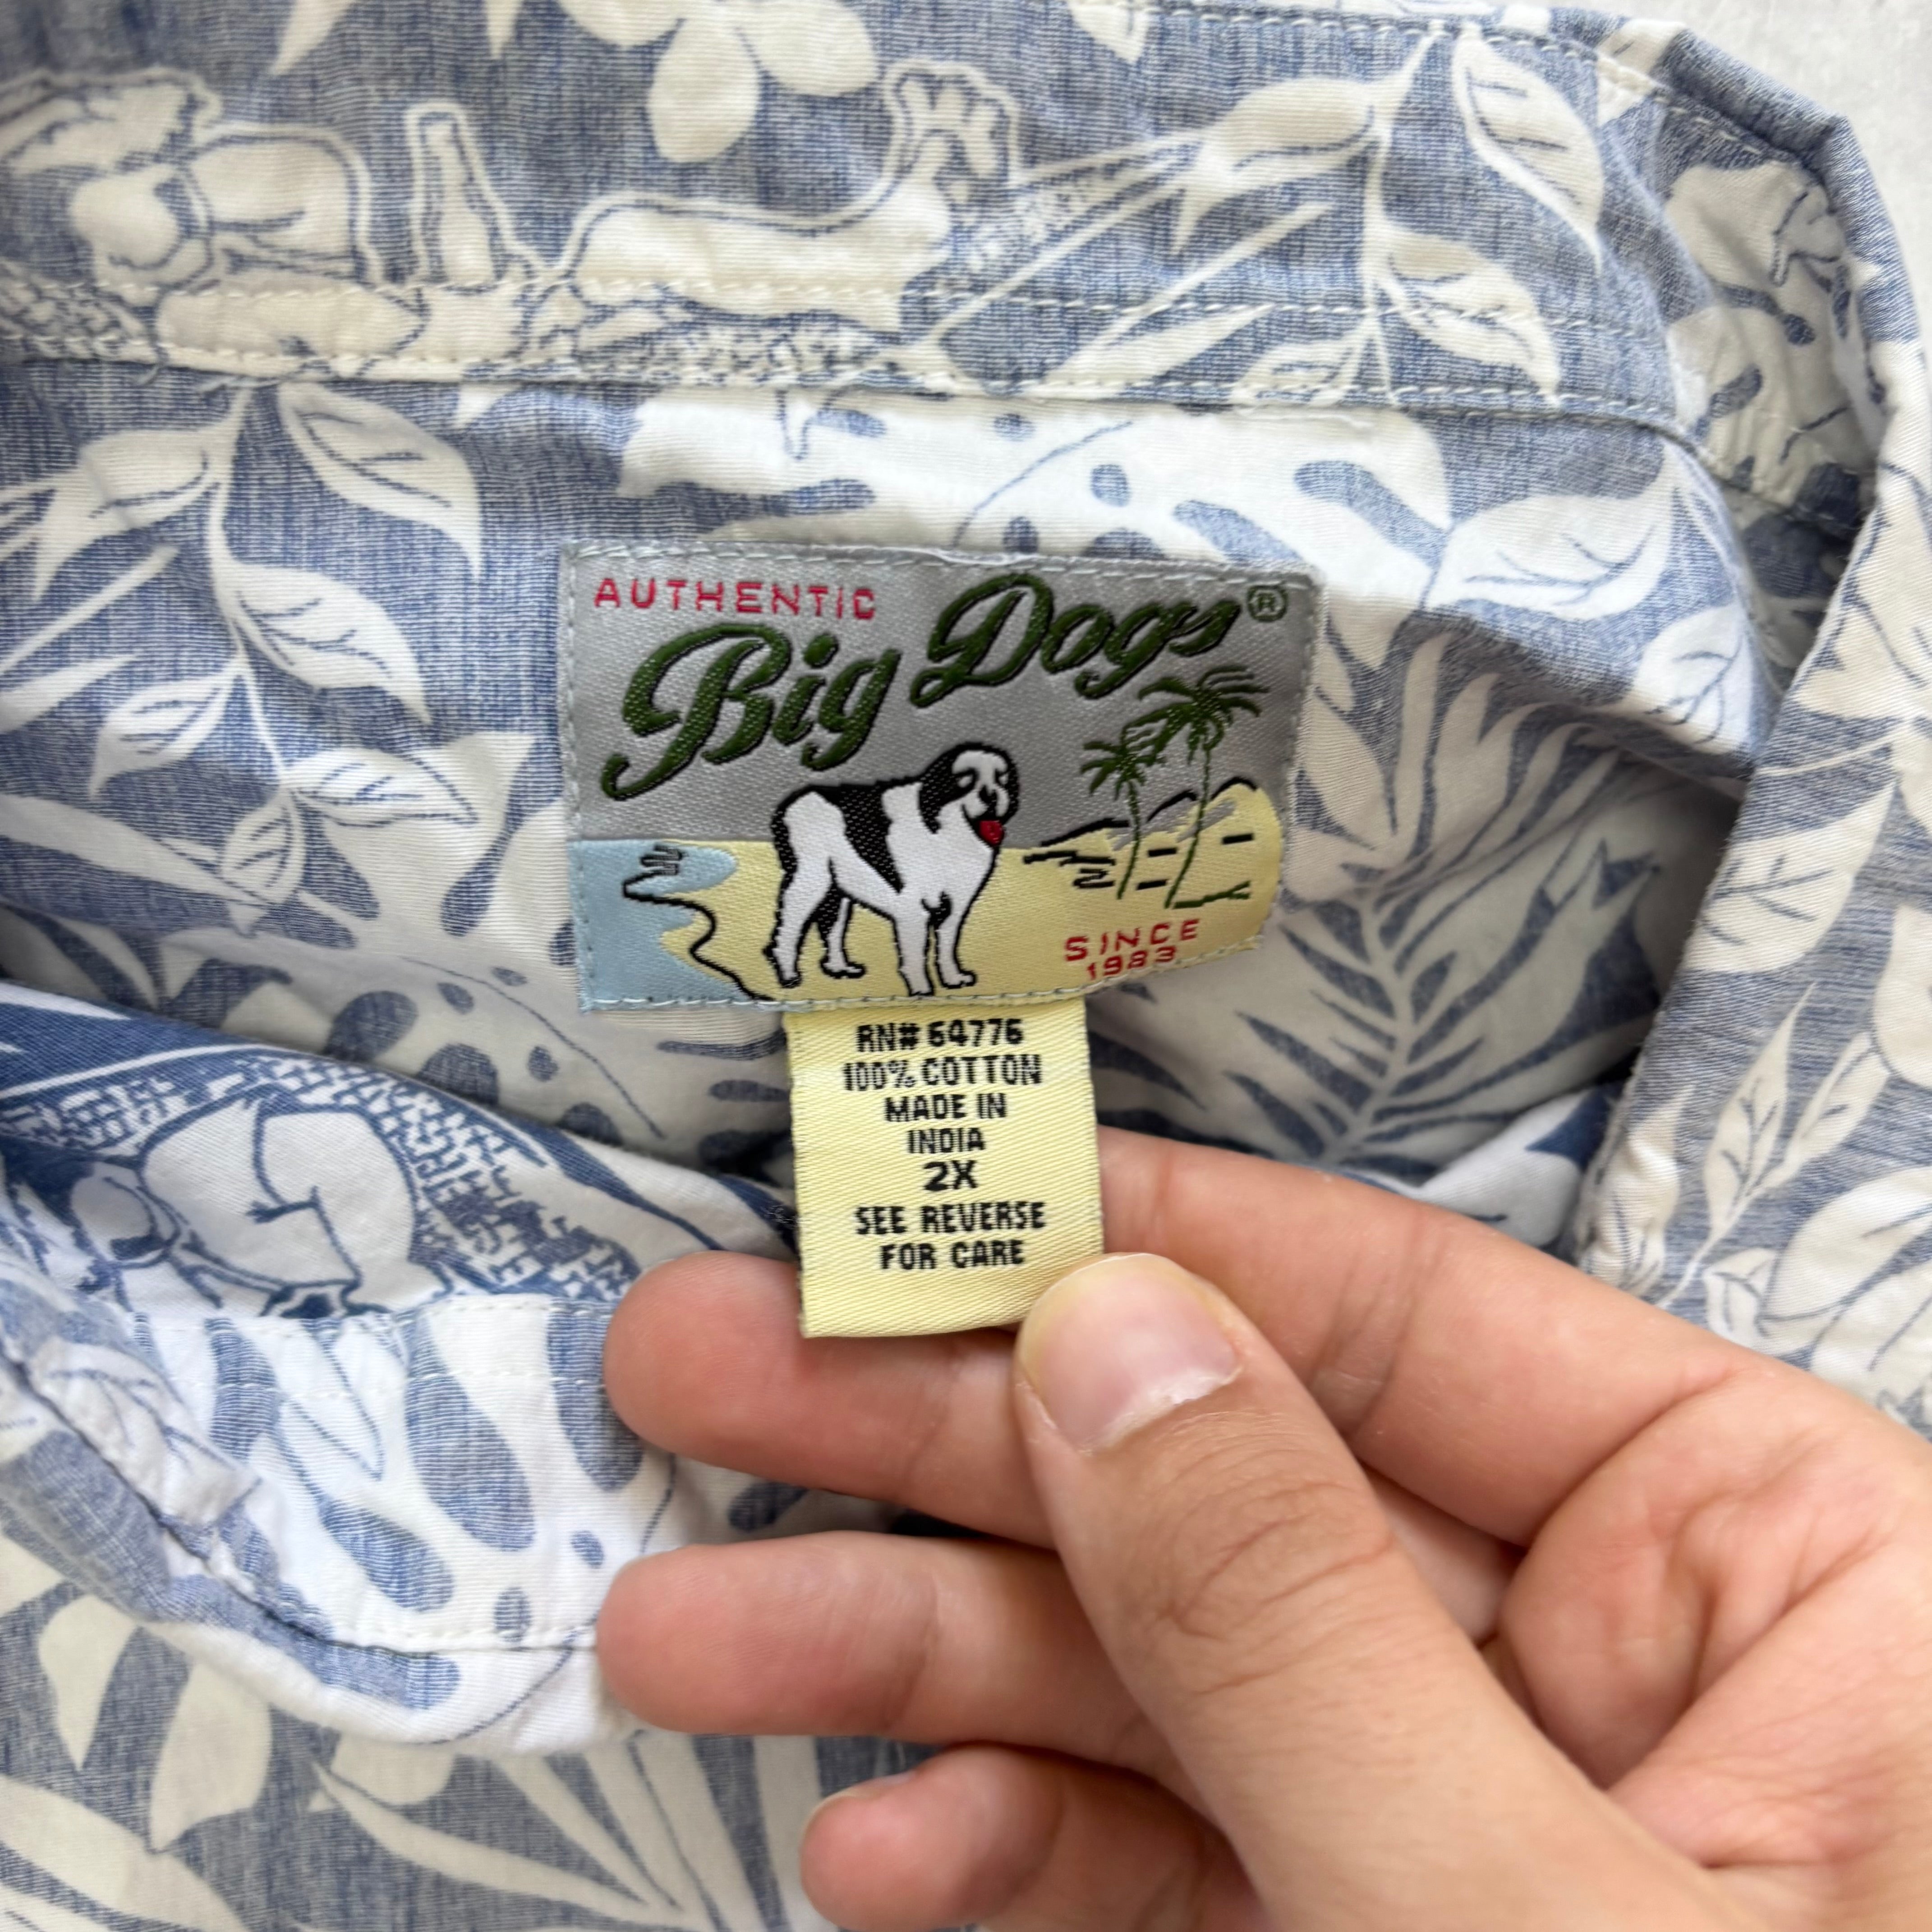 AUTHENTIC
Big Dogs®
SINCE
1983
RN# 64776
100% COTTON
MADE IN
INDIA
2X
SEE REVERSE
FOR CARE